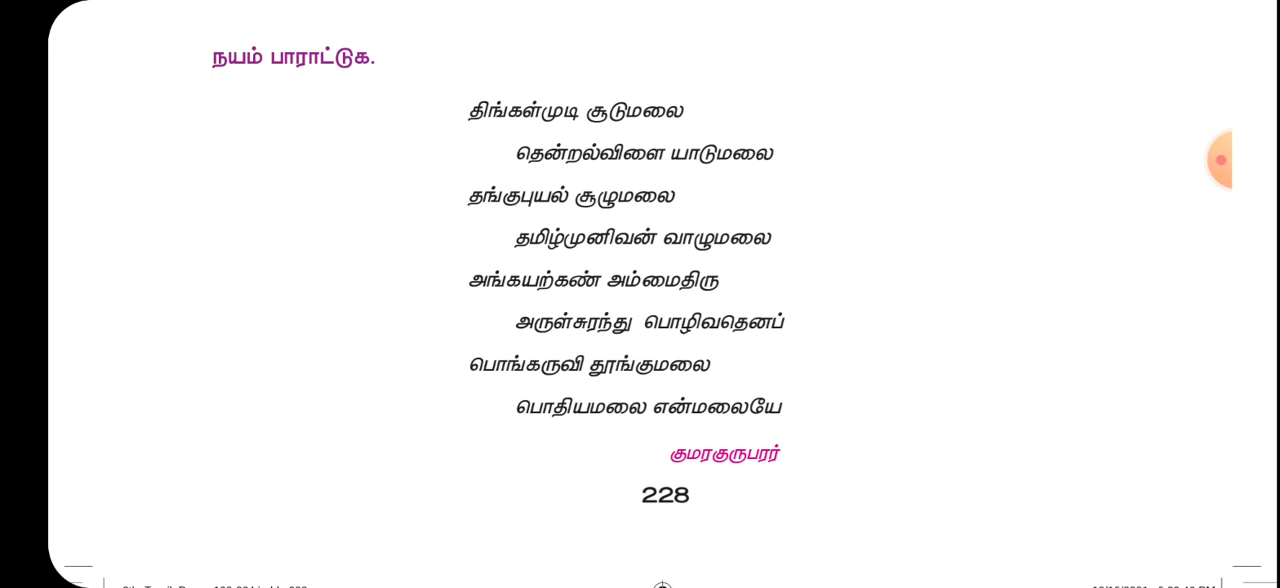 நயம் பாராட்டுக.
திங்கள்முடி சூடுமலை
தென்றல்விளை யாடுமலை
தங்குபுயல் சூழுமலை
தமிழ்முனிவன் வாழுமலை
அங்கயற்கண் அம்மைதிரு
அருள்சுரந்து பொழிவதெனப்
பொங்கருவி தூங்குமலை
பொதியமலை என்மலையே
குமரகுருபரர்
228